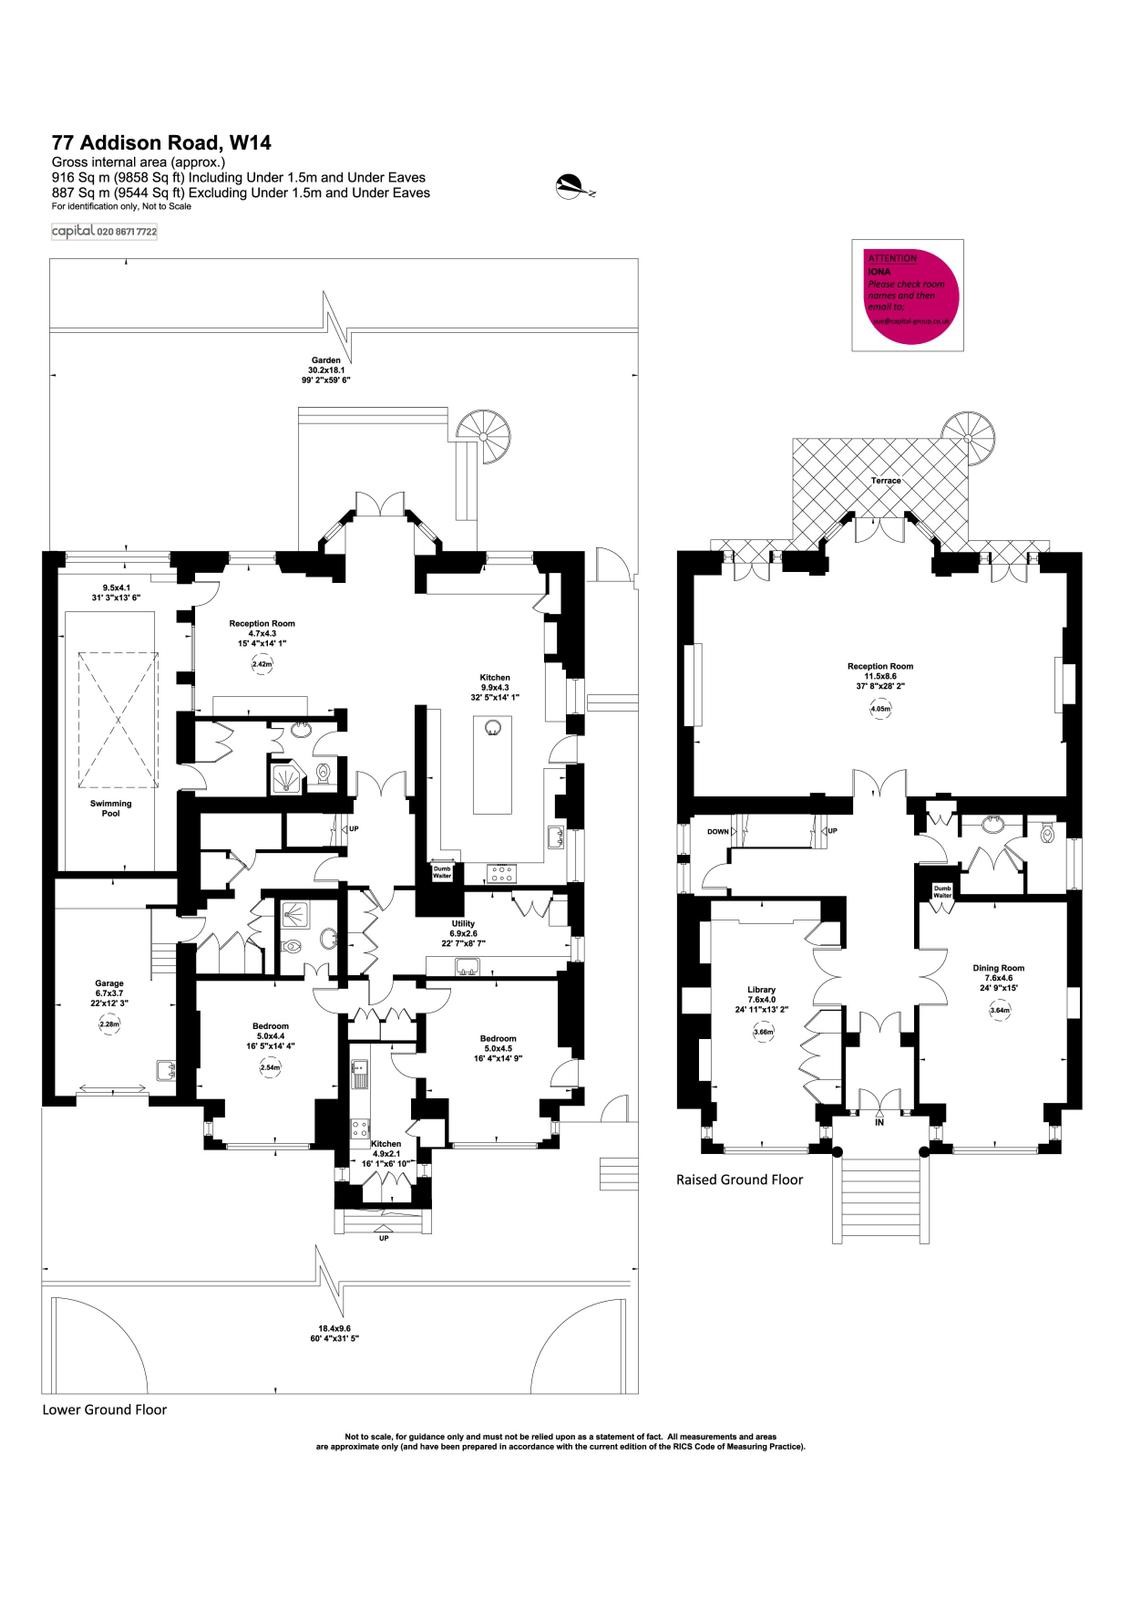 77 Addison Road, W14
Gross internal area (approx.)
916 Sq m (9858 Sq ft) Including Under 1.5m and Under Eaves
887 Sq m (9544 Sq ft) Excluding Under 1.5m and Under Eaves
For identification only, Not to Scale
capital 020 8671 7722
N
ATTENTION
IONA
Please check room
names and then
email to:
Garden
30.2x18.1
99' 2"x59' 6"
9.5x4.1
31' 3"x13' 6"
Swimming
Pool
Reception Room
4.7x4.3
15' 4"x14' 1"
2.42m
Kitchen
9.9x4.3
32' 5"x14' 1"
UP
Dumb
Waiter
Utility
6.9x2.6
22' 7"x8' 7"
Garage
6.7x3.7
22'x12' 3"
2.28m
Bedroom
5.0x4.4
16' 5"x14' 4"
2.54m
Bedroom
5.0x4.5
16' 4"x14' 9"
Kitchen
4.9x2.1
16' 1"x6' 10"
UP
18.4x9.6
60' 4"x31' 5"
Lower Ground Floor
Terrace
Reception Room
11.5x8.6
37' 8"x28' 2"
4.05m
DOWN
UP
Dumb
Waiter
Library
7.6x4.0
24' 11"x13' 2"
3.66m
Dining Room
7.6x4.6
24' 9"x15'
3.64m
IN
Raised Ground Floor
Not to scale, for guidance only and must not be relied upon as a statement of fact. All measurements and areas
are approximate only (and have been prepared in accordance with the current edition of the RICS Code of Measuring Practice).